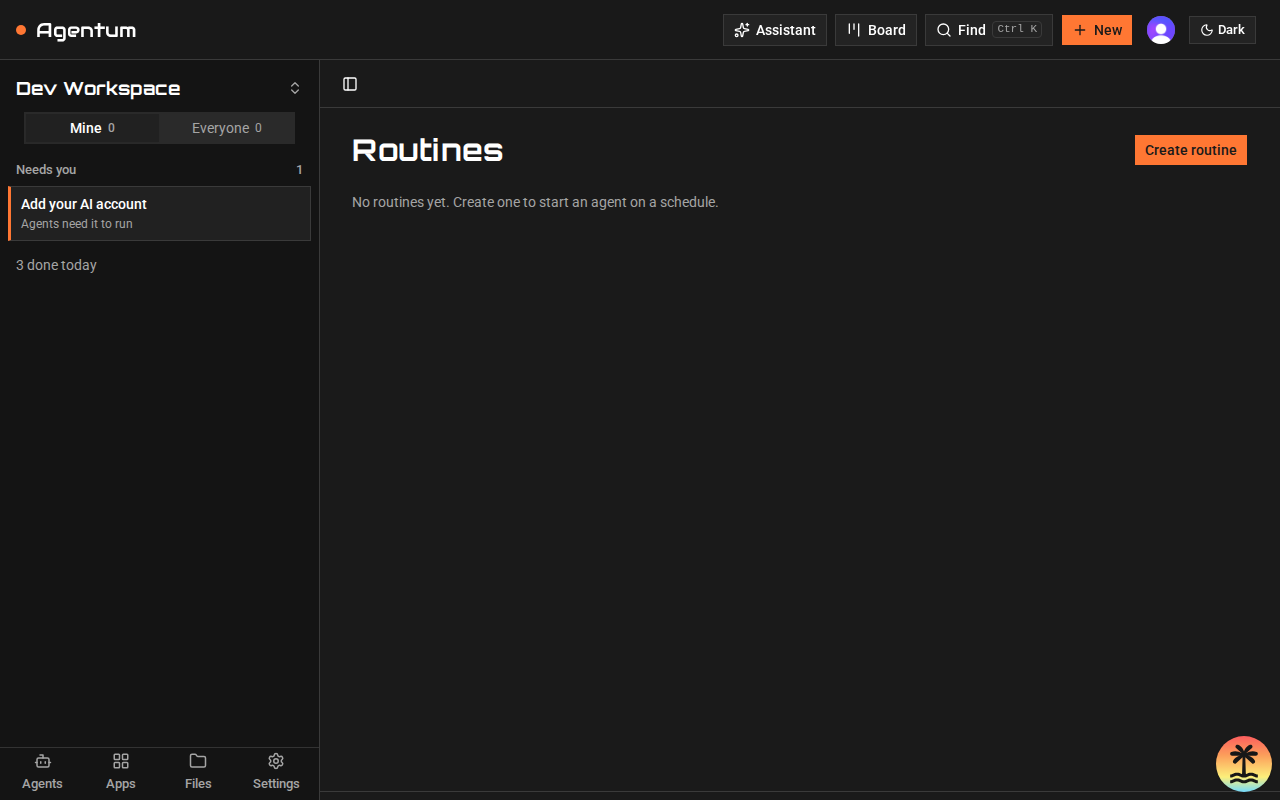 Agentum
Assistant
Board
Find Ctrl K
New
Dark
Dev Workspace
Mine 0
Everyone 0
Needs you 1
Add your AI account
Agents need it to run
3 done today
Agents
Apps
Files
Settings
Routines
Create routine
No routines yet. Create one to start an agent on a schedule.